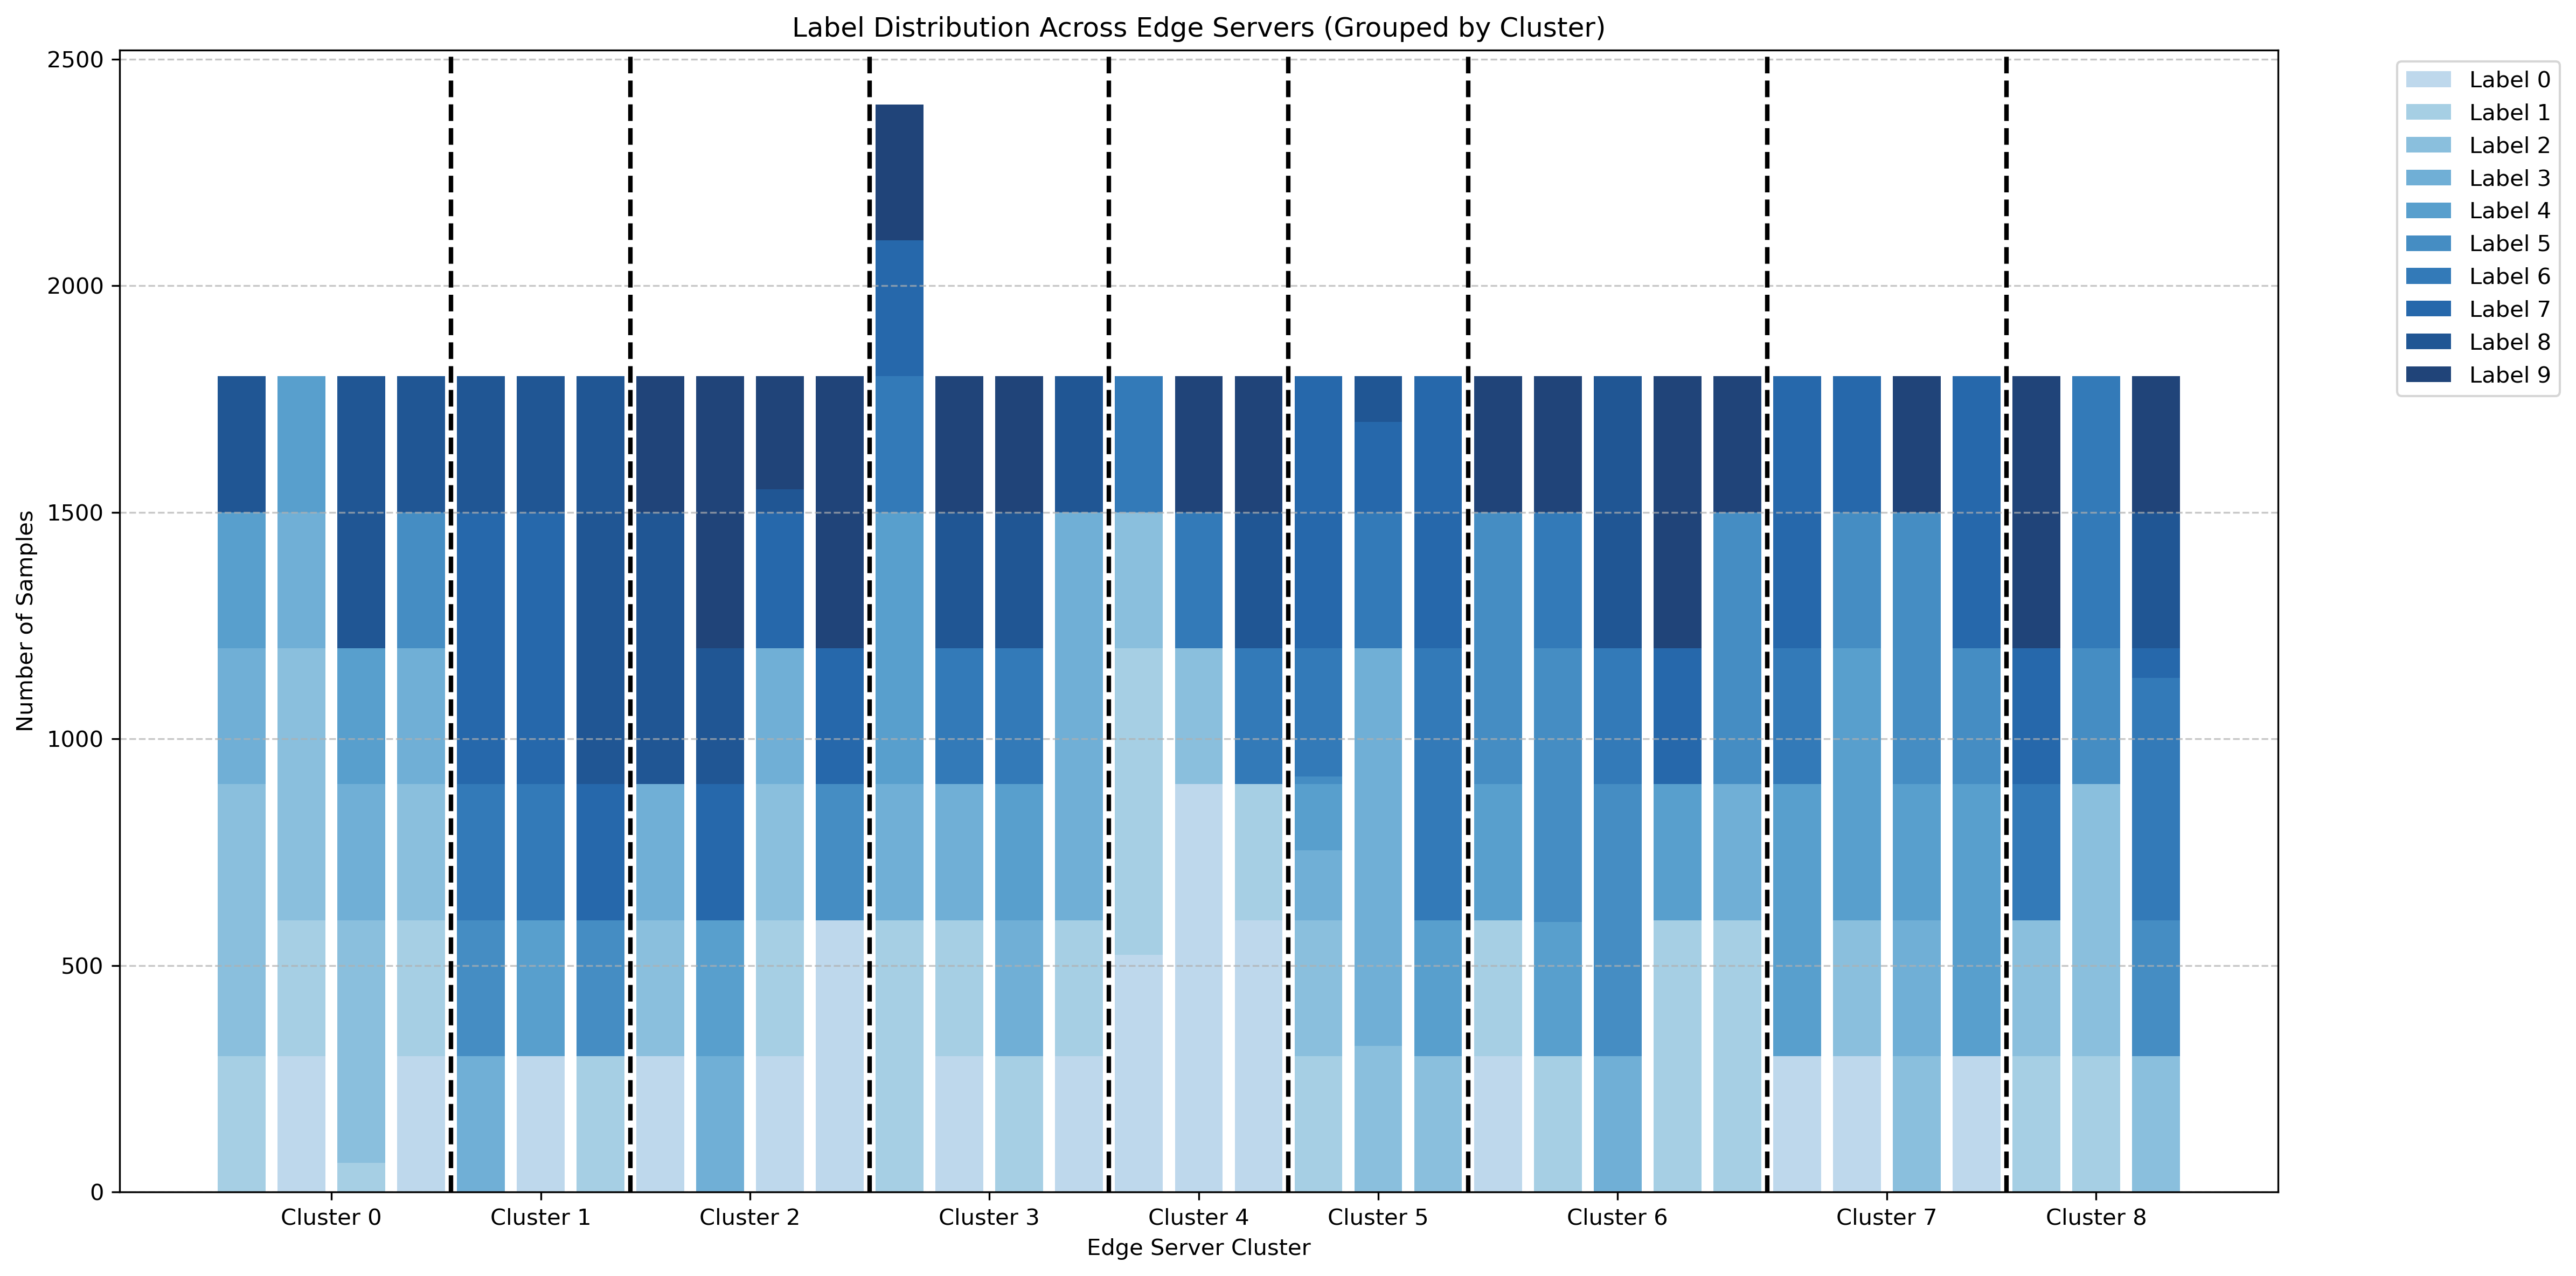 Label Distribution Across Edge Servers (Grouped by Cluster)
Number of Samples
2500
2000
1500
1000
500
0
Cluster 0
Cluster 1
Cluster 2
Cluster 3
Cluster 4
Cluster 5
Cluster 6
Cluster 7
Cluster 8
Edge Server Cluster
Label 0
Label 1
Label 2
Label 3
Label 4
Label 5
Label 6
Label 7
Label 8
Label 9